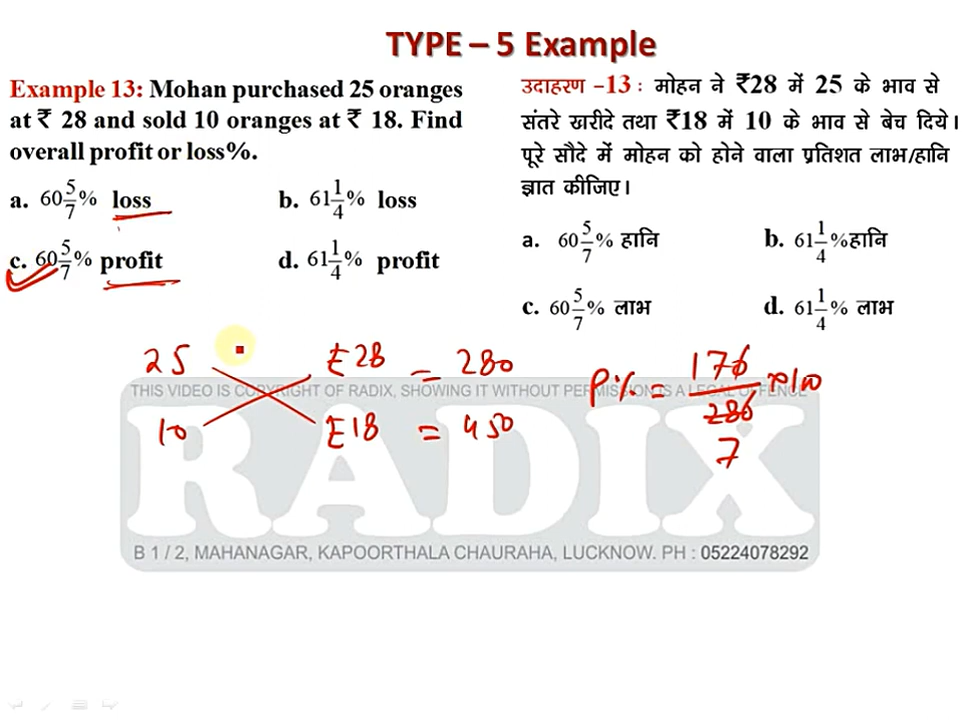 TYPE – 5 Example
Example 13: Mohan purchased 25 oranges
at ₹ 28 and sold 10 oranges at ₹ 18. Find
overall profit or loss%.
a. 60 5/7 % loss
b. 61 1/4 % loss
c. 60 5/7 % profit
d. 61 1/4 % profit
उदाहरण –13 : मोहन ने ₹28 में 25 के भाव से
संतरे खरीदे तथा ₹18 में 10 के भाव से बेच दिये।
पूरे सौदे में मोहन को होने वाला प्रतिशत लाभ/हानि
ज्ञात कीजिए।
a. 60 5/7 % हानि
b. 61 1/4 %हानि
c. 60 5/7 % लाभ
d. 61 1/4 % लाभ
25 ₹28 = 280
10 ₹18 = 450
P% = 170/280 × 100
7
THIS VIDEO IS COPYRIGHT OF RADIX, SHOWING IT WITHOUT PERMISSION IS A LEGAL OFFENCE
RADIX
B 1 / 2, MAHANAGAR, KAPOORTHALA CHAURAHA, LUCKNOW. PH : 05224078292